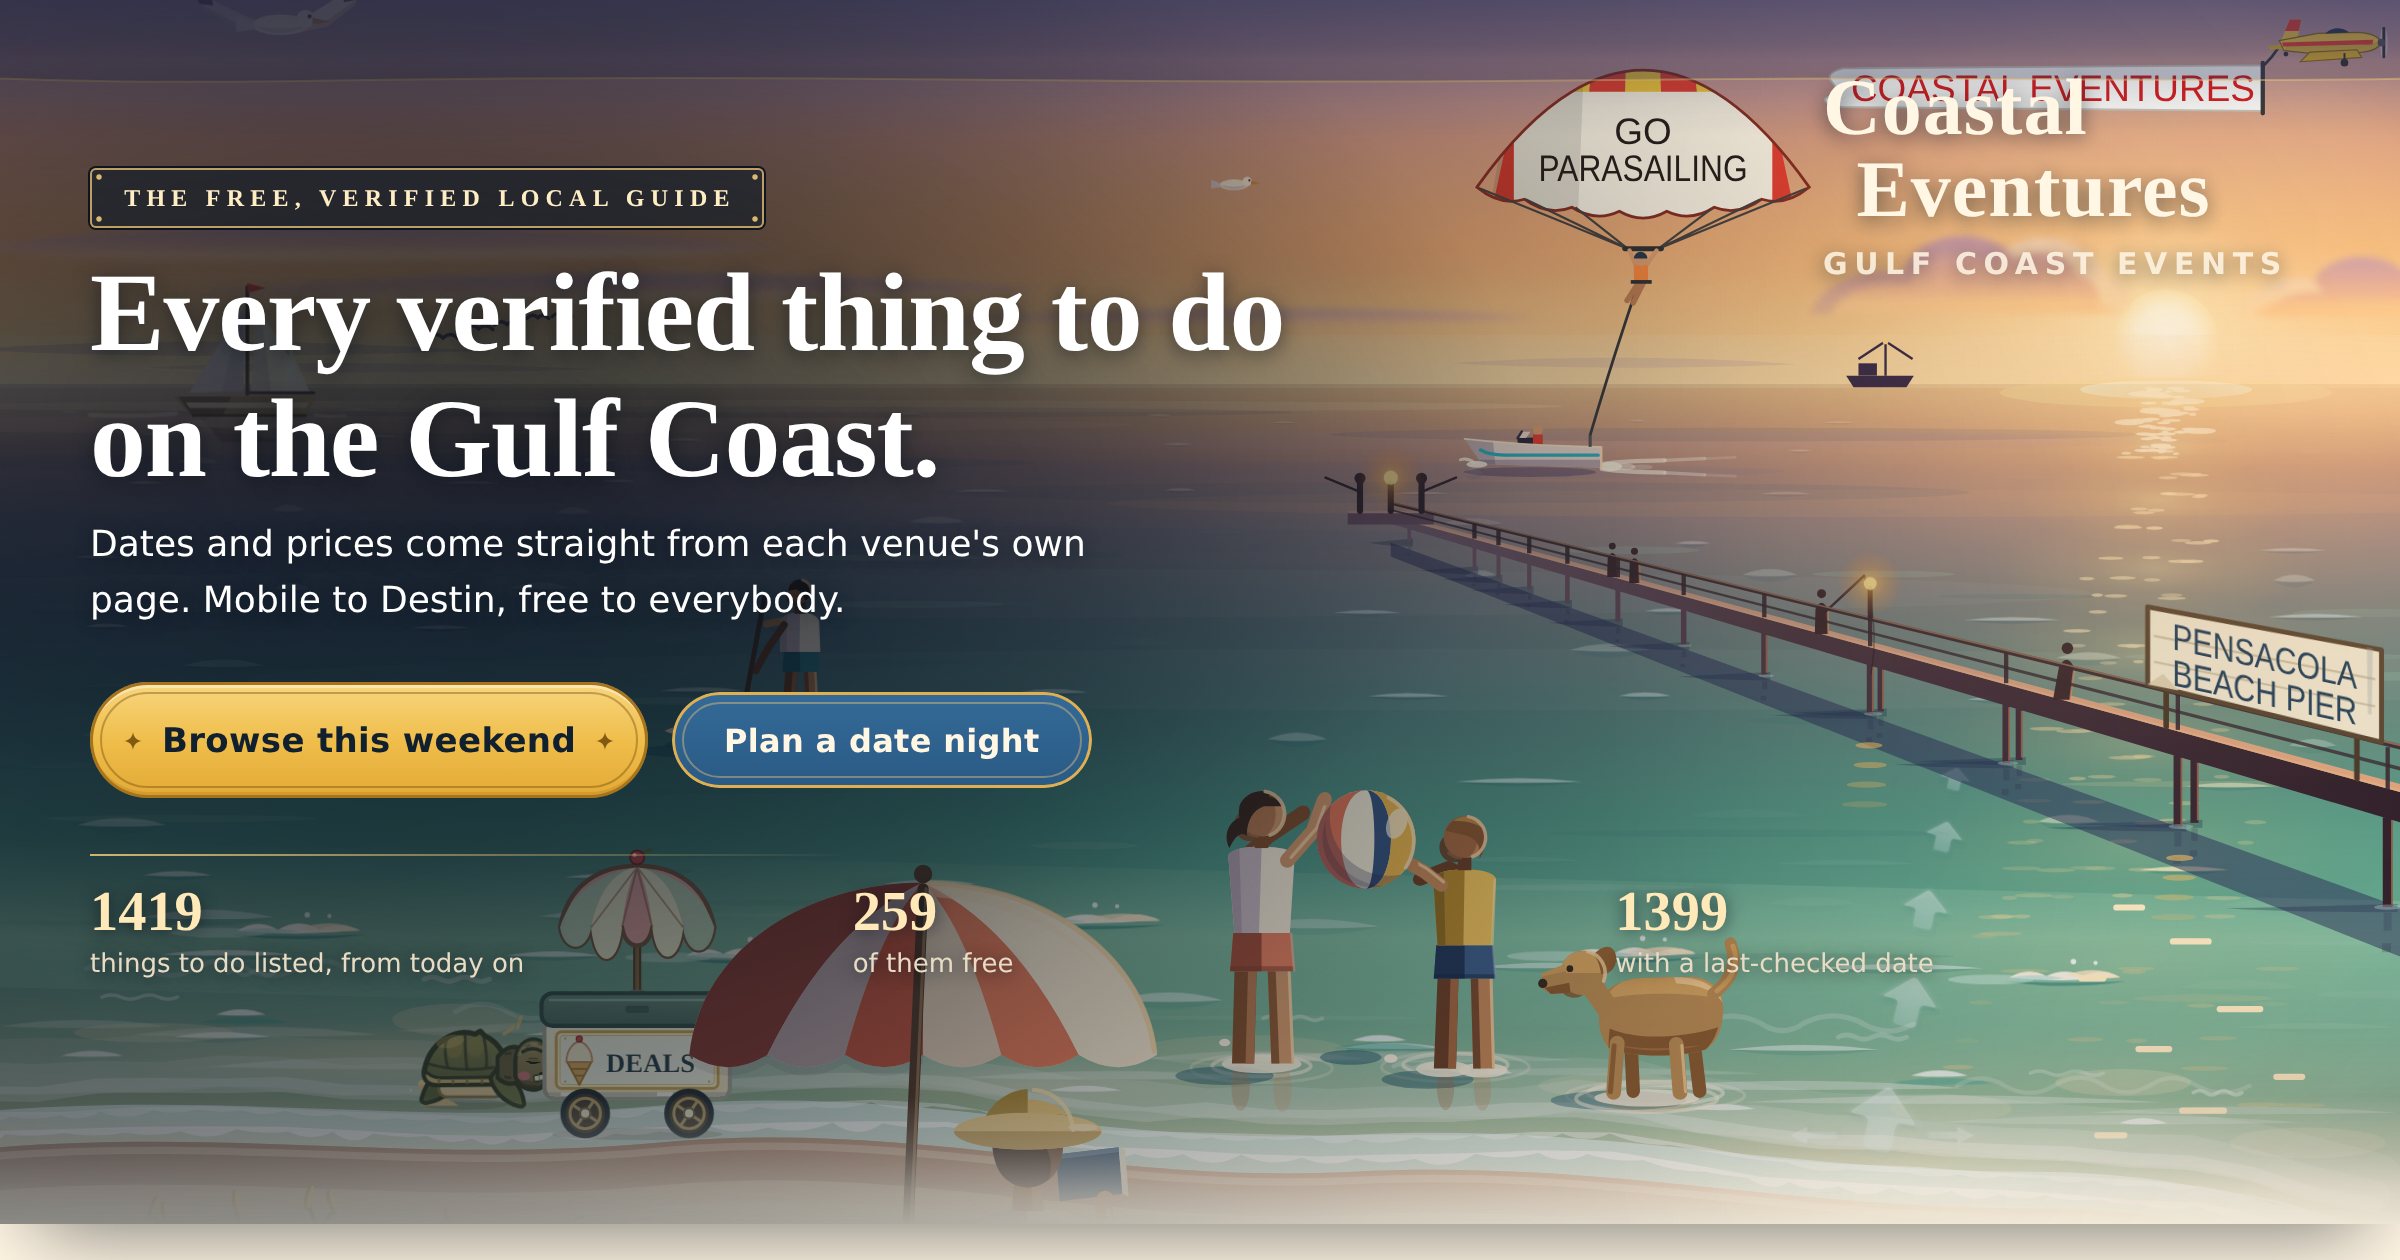 COASTAL EVENTURES
Coastal
Eventures
GULF COAST EVENTS
GO
PARASAILING
THE FREE, VERIFIED LOCAL GUIDE
Every verified thing to do
on the Gulf Coast.
Dates and prices come straight from each venue's own
page. Mobile to Destin, free to everybody.
Browse this weekend
Plan a date night
PENSACOLA
BEACH PIER
1419
things to do listed, from today on
259
of them free
1399
with a last-checked date
DEALS